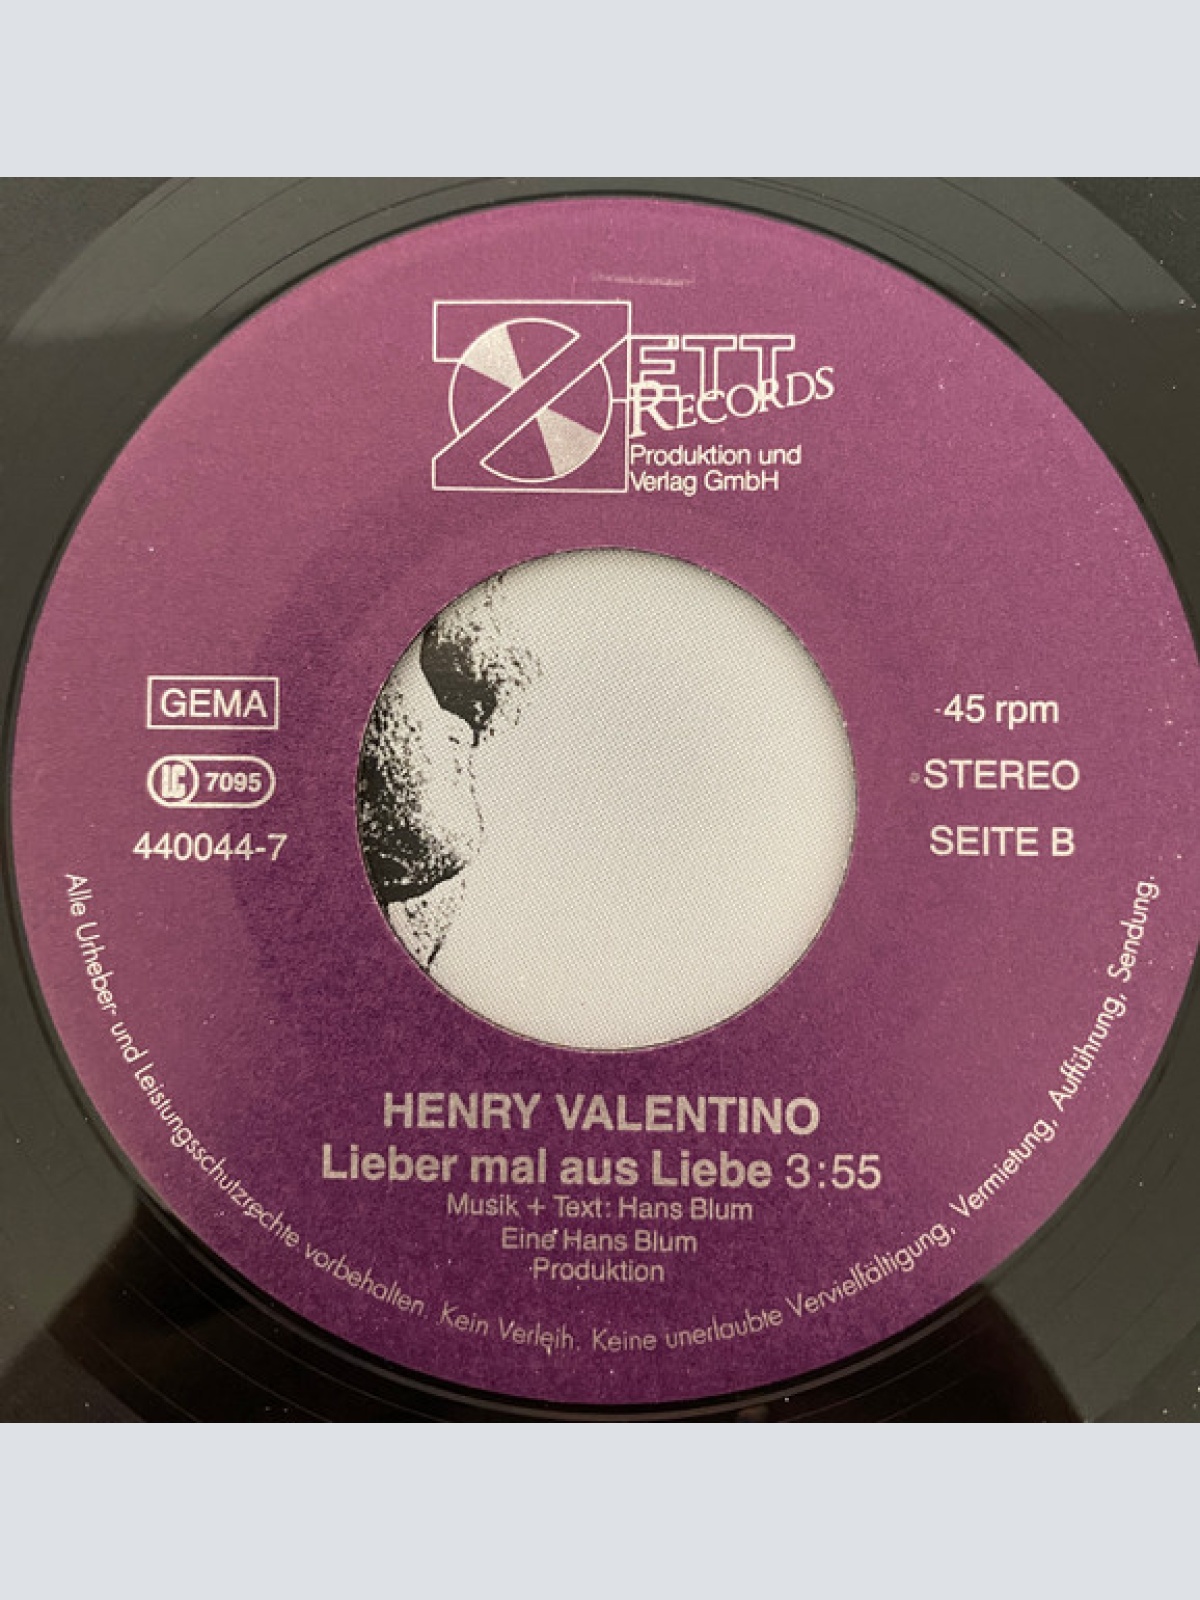 ZETT
RECORDS
Produktion und
Verlag GmbH
GEMA
LC 7095
440044-7
45 rpm
STEREO
SEITE B
HENRY VALENTINO
Lieber mal aus Liebe 3:55
Musik + Text: Hans Blum
Eine Hans Blum
Produktion
Alle Urheber- und Leistungsschutzrechte vorbehalten. Kein Verleih. Keine unerlaubte Vervielfältigung, Vermietung, Aufführung, Sendung.